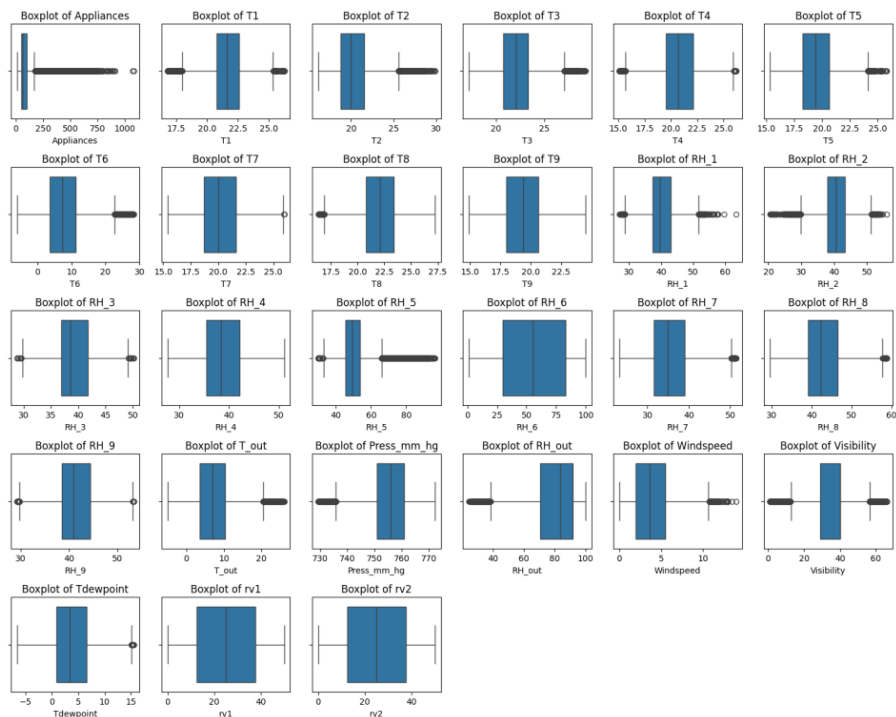 Boxplot of Appliances
Boxplot of T1
Boxplot of T2
Boxplot of T3
Boxplot of T4
Boxplot of T5
0 250 500 750 1000
17.5 20.0 22.5 25.0
20 25 30
20 25
15.0 17.5 20.0 22.5 25.0
15.0 17.5 20.0 22.5 25.0
Appliances
T1
T2
T3
T4
T5
Boxplot of T6
Boxplot of T7
Boxplot of T8
Boxplot of T9
Boxplot of RH_1
Boxplot of RH_2
0 10 20 30
15.0 17.5 20.0 22.5 25.0
17.5 20.0 22.5 25.0 27.5
15.0 17.5 20.0 22.5
30 40 50 60
20 30 40 50
T6
T7
T8
T9
RH_1
RH_2
Boxplot of RH_3
Boxplot of RH_4
Boxplot of RH_5
Boxplot of RH_6
Boxplot of RH_7
Boxplot of RH_8
30 35 40 45 50
30 40 50
40 60 80
0 25 50 75 100
30 40 50
30 40 50 60
RH_3
RH_4
RH_5
RH_6
RH_7
RH_8
Boxplot of RH_9
Boxplot of T_out
Boxplot of Press_mm_hg
Boxplot of RH_out
Boxplot of Windspeed
Boxplot of Visibility
30 40 50
0 10 20
730 740 750 760 770
40 60 80 100
0 5 10
0 20 40 60
RH_9
T_out
Press_mm_hg
RH_out
Windspeed
Visibility
Boxplot of Tdewpoint
Boxplot of rv1
Boxplot of rv2
−5 0 5 10 15
0 20 40
0 20 40
Tdewpoint
rv1
rv2